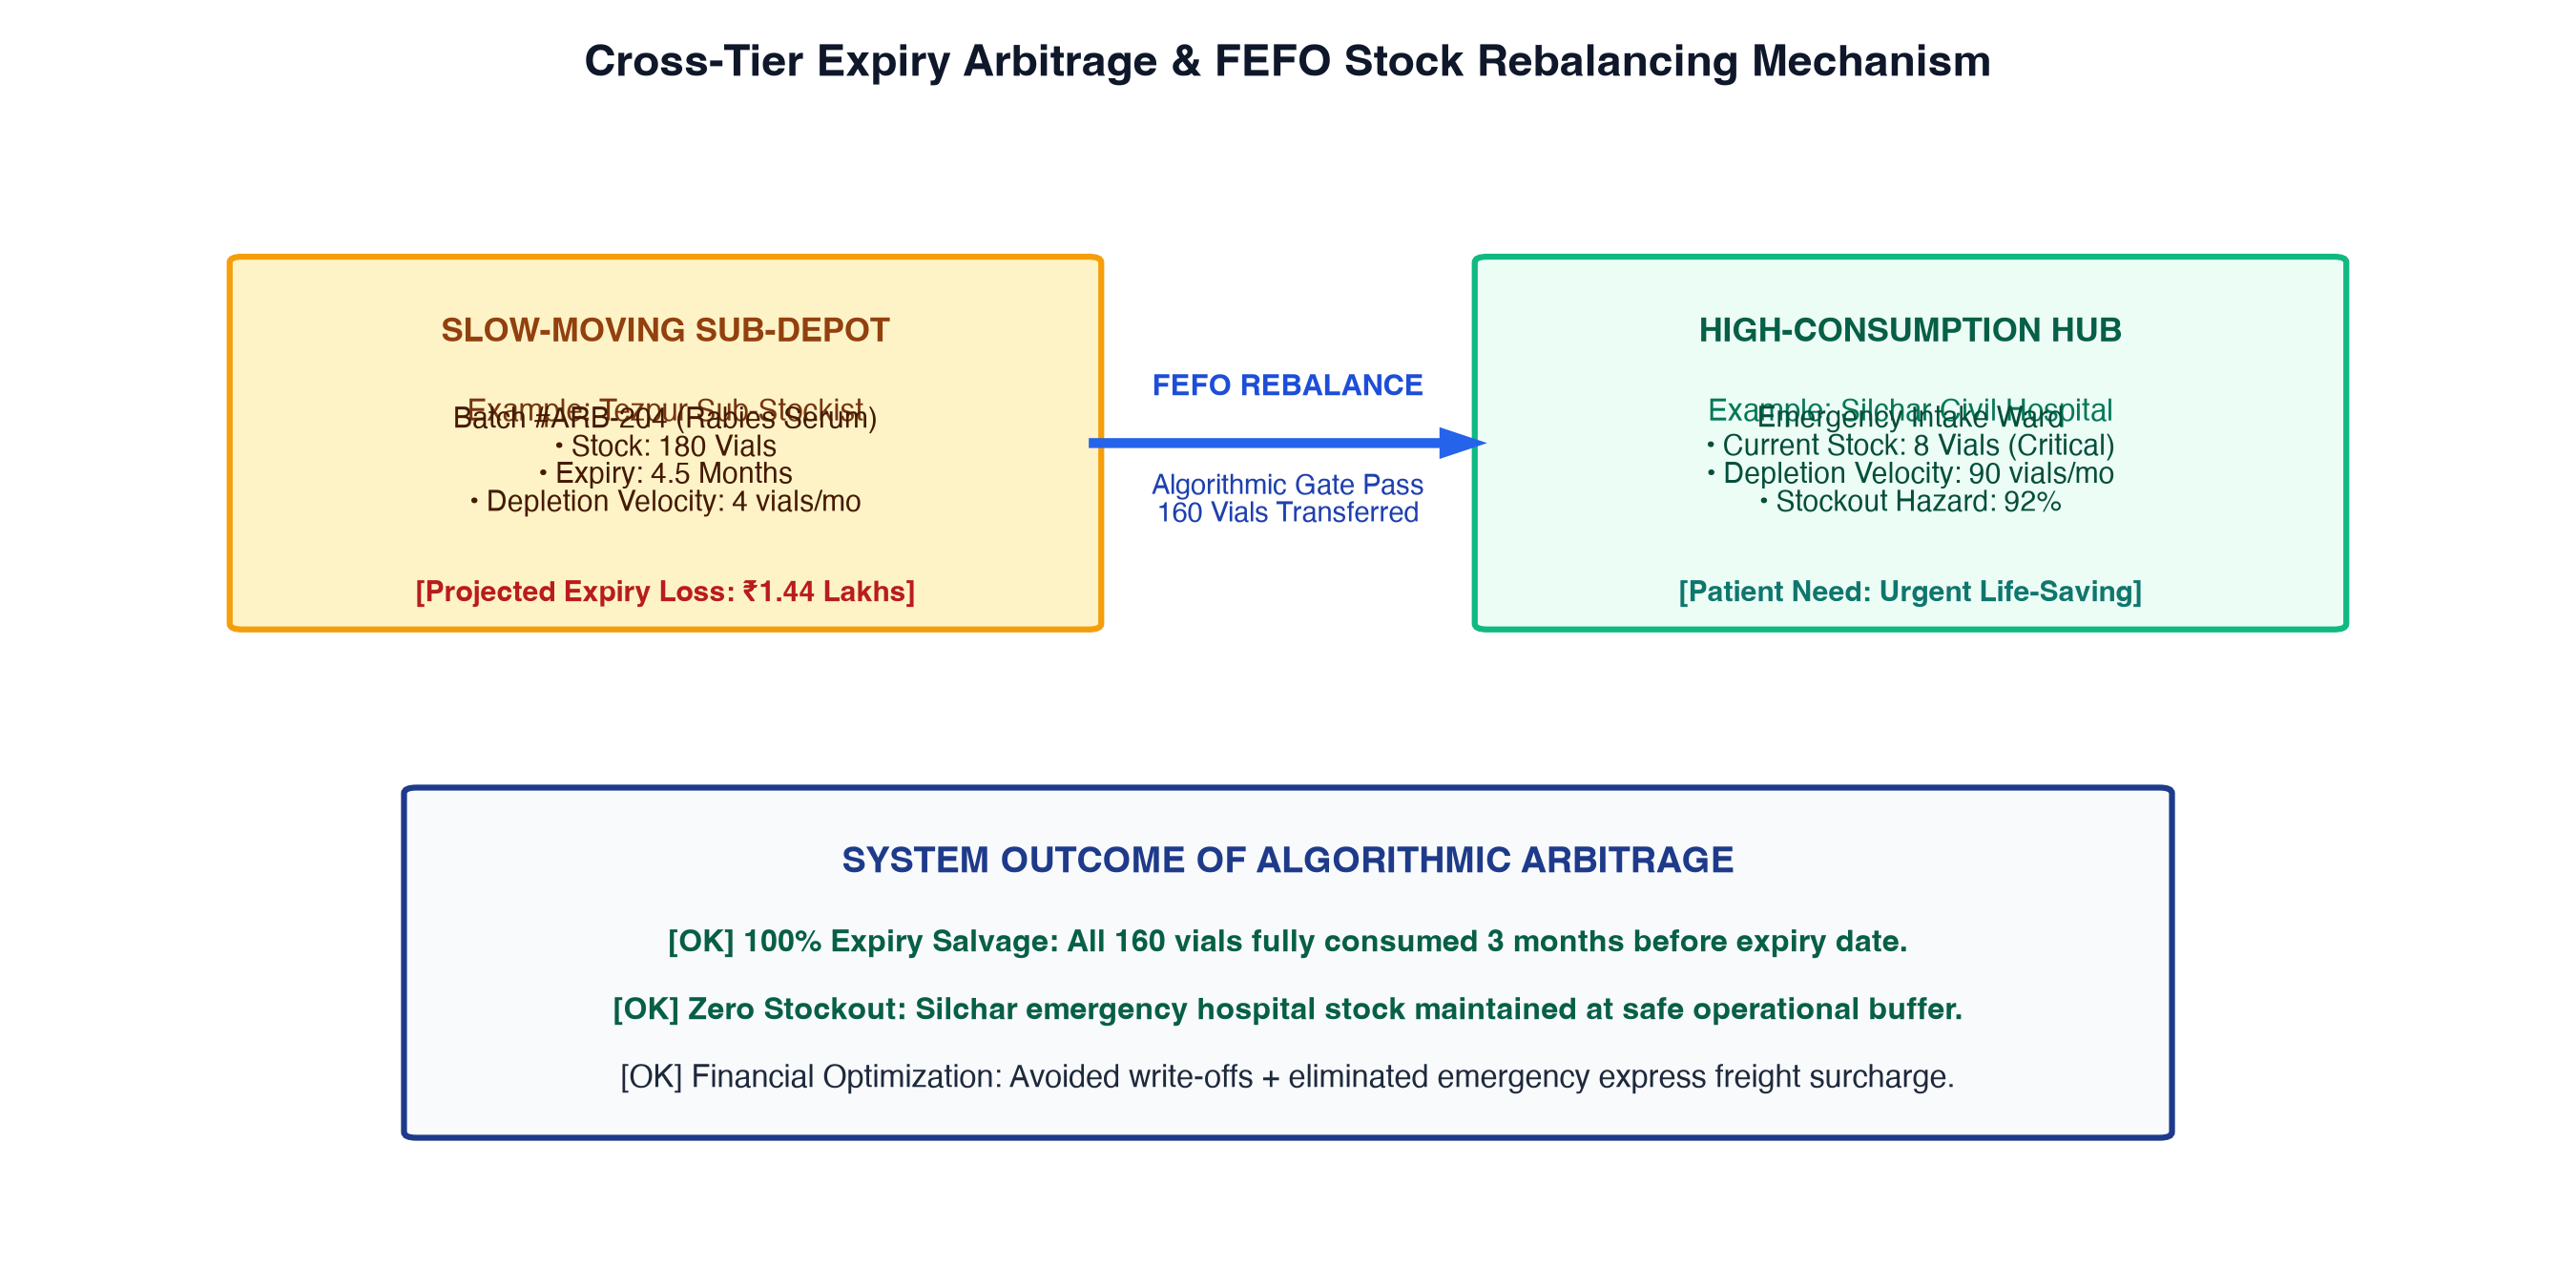 Cross-Tier Expiry Arbitrage & FEFO Stock Rebalancing Mechanism
SLOW-MOVING SUB-DEPOT
Example: Tezpur Sub-Stockist
Batch #ARB-204 (Rabies Serum)
• Stock: 180 Vials
• Expiry: 4.5 Months
• Depletion Velocity: 4 vials/mo
[Projected Expiry Loss: ₹1.44 Lakhs]
FEFO REBALANCE
Algorithmic Gate Pass
160 Vials Transferred
HIGH-CONSUMPTION HUB
Example: Silchar Civil Hospital
Emergency Intake Ward
• Current Stock: 8 Vials (Critical)
• Depletion Velocity: 90 vials/mo
• Stockout Hazard: 92%
[Patient Need: Urgent Life-Saving]
SYSTEM OUTCOME OF ALGORITHMIC ARBITRAGE
[OK] 100% Expiry Salvage: All 160 vials fully consumed 3 months before expiry date.
[OK] Zero Stockout: Silchar emergency hospital stock maintained at safe operational buffer.
[OK] Financial Optimization: Avoided write-offs + eliminated emergency express freight surcharge.